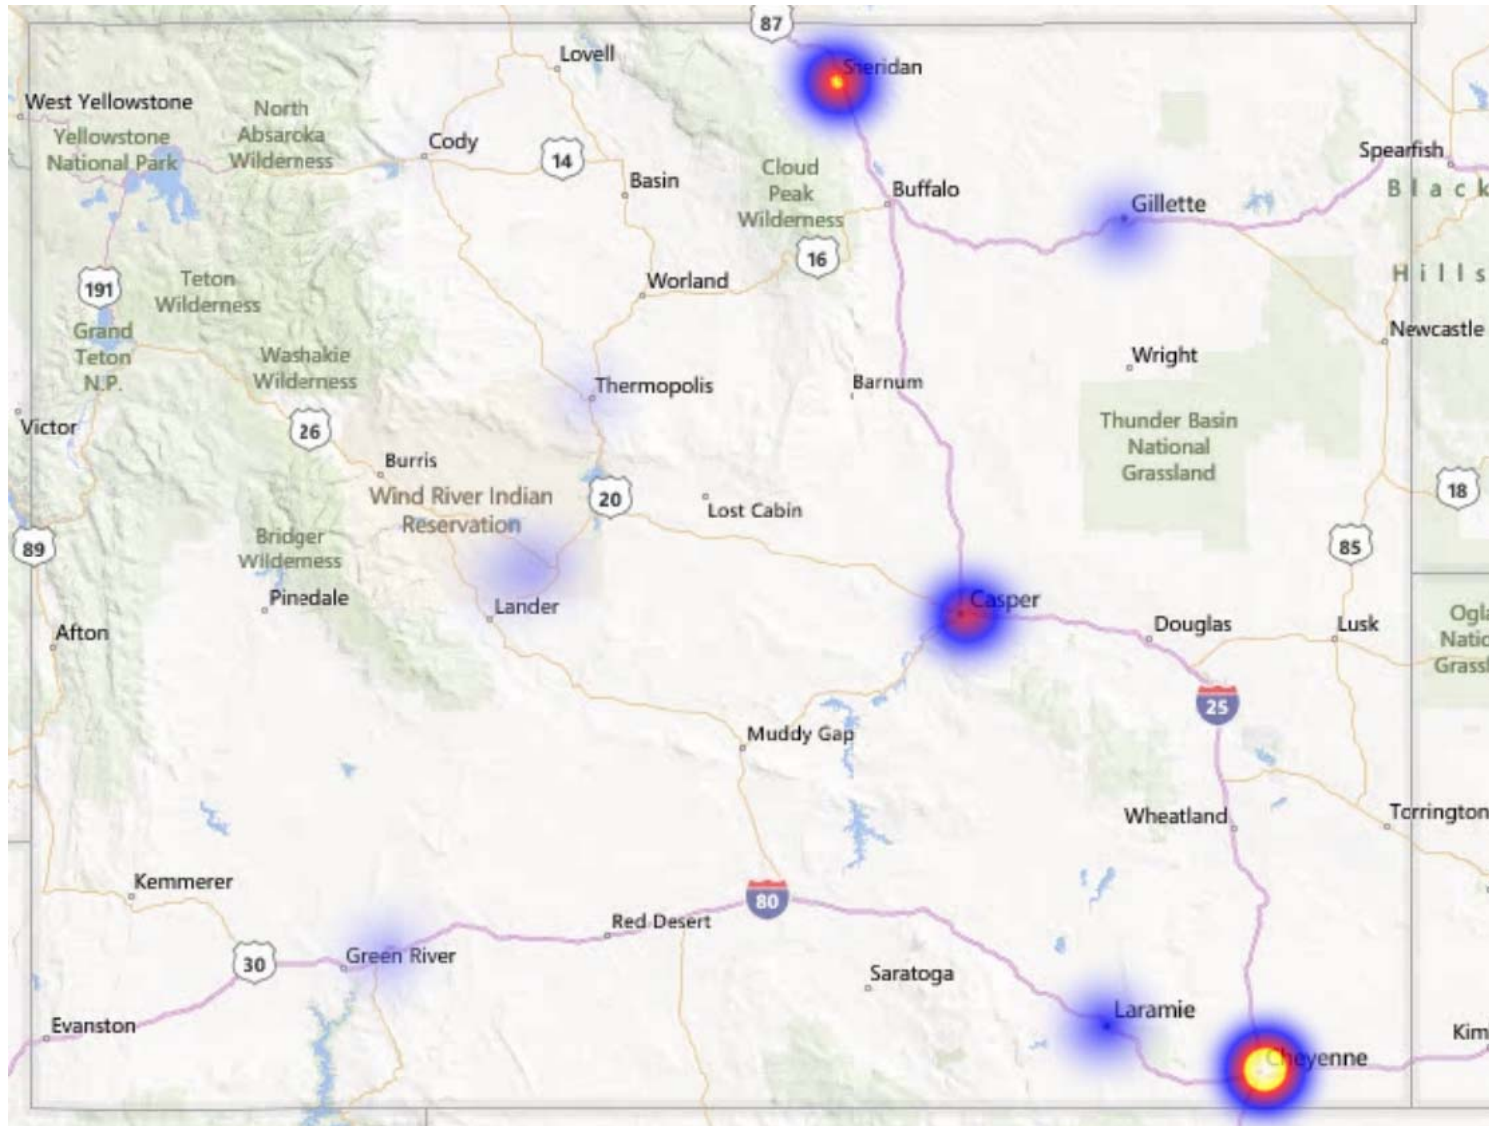 87
Lovell
Sheridan
West Yellowstone
North
Absaroka
Wilderness
Yellowstone
National Park
Cody
14
Spearfish
Cloud
Peak
Wilderness
Basin
Buffalo
Gillette
Black
Hills
16
191
Teton
Wilderness
Worland
Grand
Teton
N.P.
Washakie
Wilderness
Newcastle
Wright
Thermopolis
Barnum
Victor
26
Thunder Basin
National
Grassland
Burris
Wind River Indian
Reservation
20
Lost Cabin
18
89
Bridger
Wilderness
85
Pinedale
Lander
Casper
Afton
Douglas
Lusk
Ogla
Natio
Grassl
25
Muddy Gap
Wheatland
Torrington
Kemmerer
80
Red Desert
30
Green River
Saratoga
Evanston
Laramie
Kim
Cheyenne